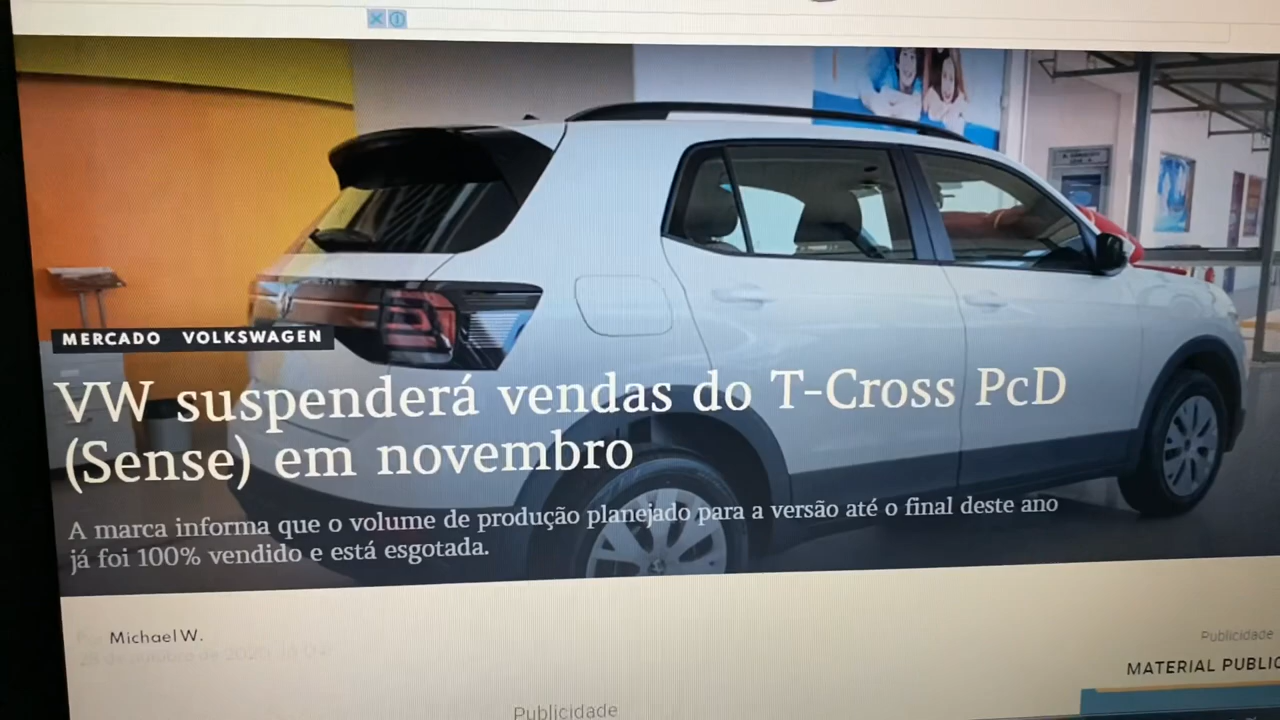 MERCADO VOLKSWAGEN
VW suspenderá vendas do T-Cross PcD
(Sense) em novembro
A marca informa que o volume de produção planejado para a versão até o final deste ano
já foi 100% vendido e está esgotada.
Michael W.
Publicidade
MATERIAL PUBLIC
Publicidade